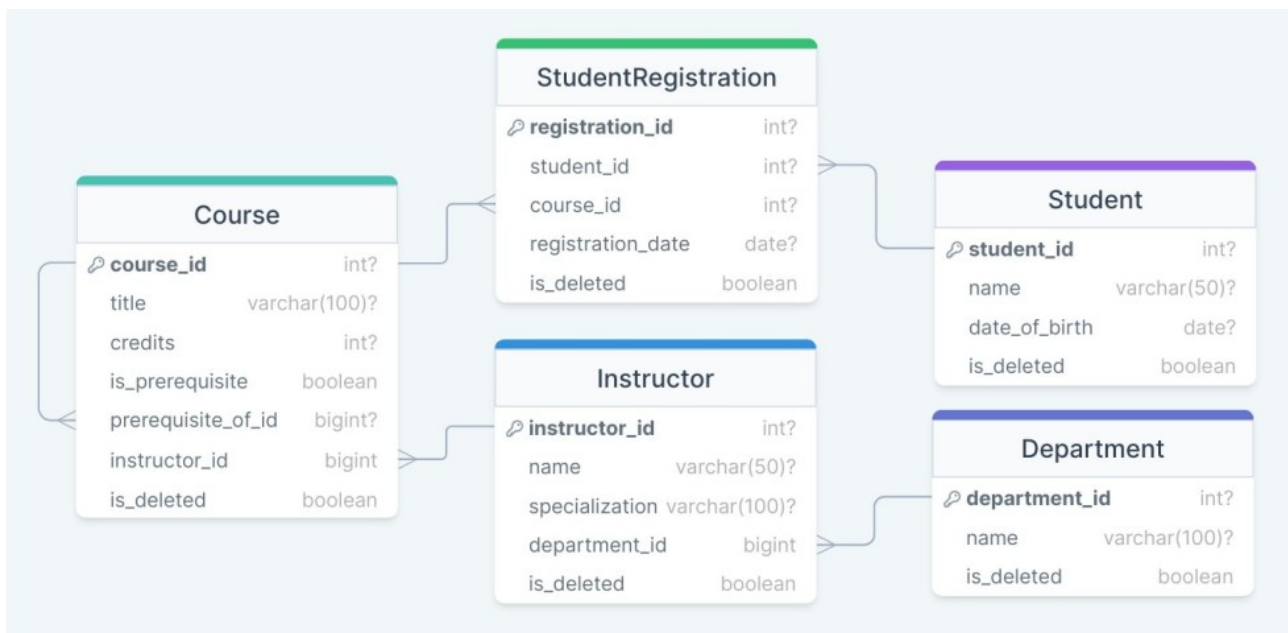 StudentRegistration
registration_id int?
student_id int?
course_id int?
registration_date date?
is_deleted boolean
Course
course_id int?
title varchar(100)?
credits int?
is_prerequisite boolean
prerequisite_of_id bigint?
instructor_id bigint
is_deleted boolean
Instructor
instructor_id int?
name varchar(50)?
specialization varchar(100)?
department_id bigint
is_deleted boolean
Student
student_id int?
name varchar(50)?
date_of_birth date?
is_deleted boolean
Department
department_id int?
name varchar(100)?
is_deleted boolean